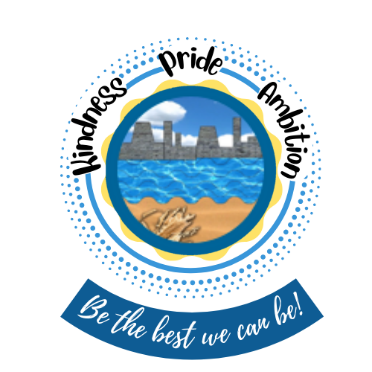 Kindness
Pride
Ambition
Be the best we can be!